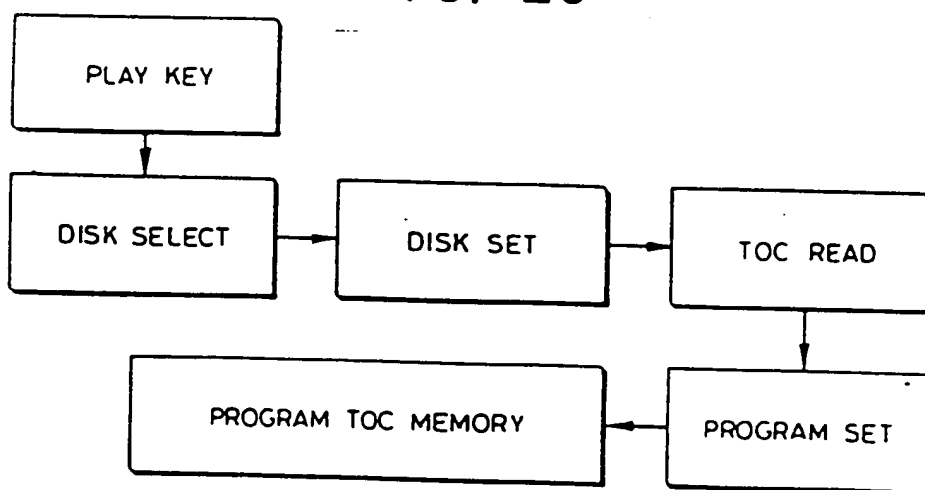 PLAY KEY
DISK SELECT
DISK SET
TOC READ
PROGRAM SET
PROGRAM TOC MEMORY